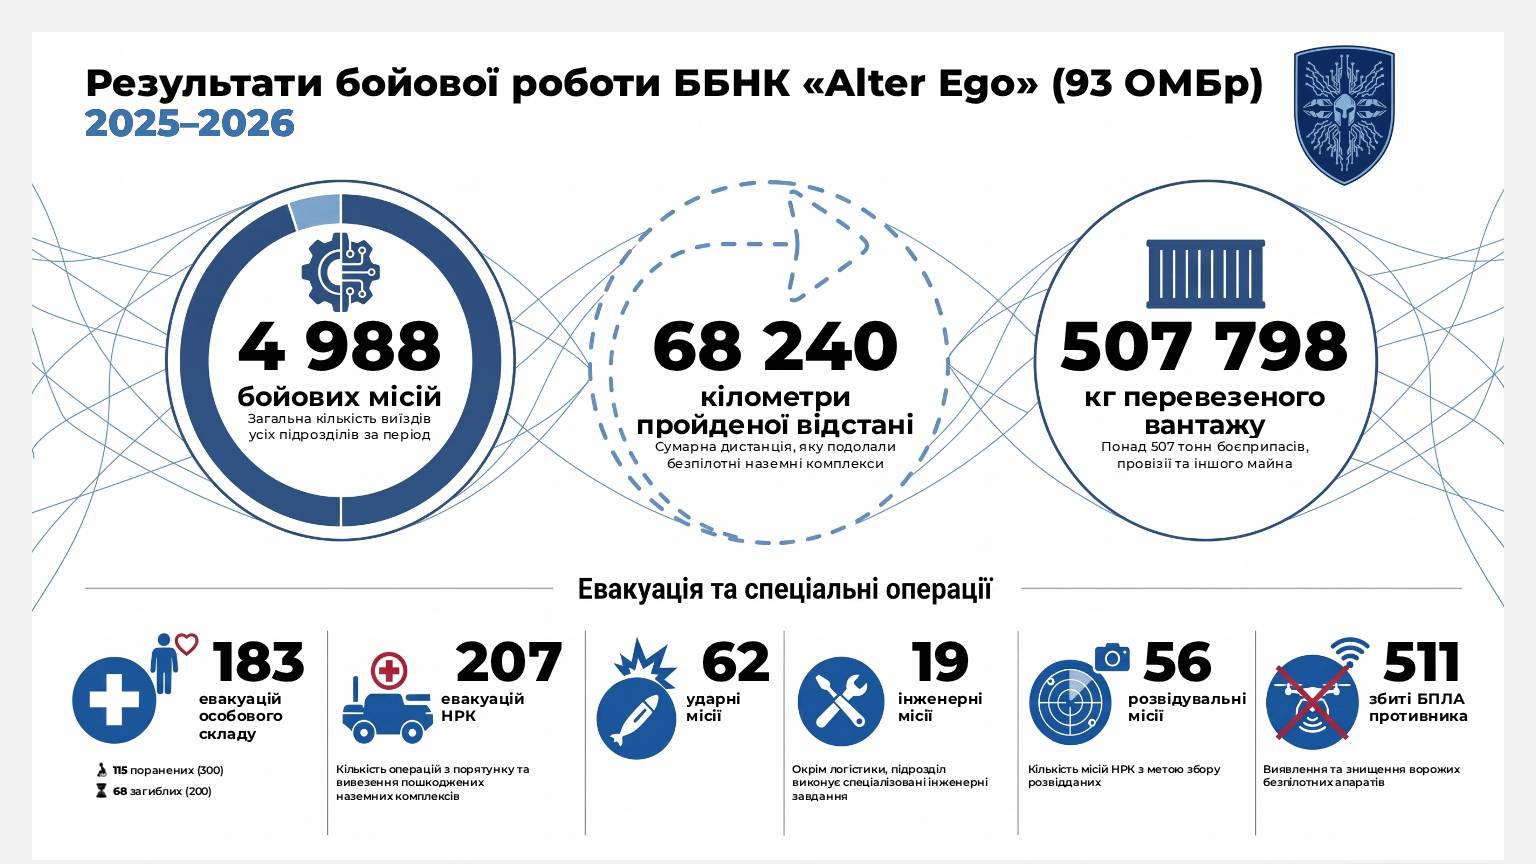 Результати бойової роботи ББНК «Alter Ego» (93 ОМБр)
2025–2026
4 988
бойових місій
Загальна кількість виїздів
усіх підрозділів за період
68 240
кілометри
пройденої відстані
Сумарна дистанція, яку подолали
безпілотні наземні комплекси
507 798
кг перевезеного
вантажу
Понад 507 тонн боєприпасів,
провізії та іншого майна
Евакуація та спеціальні операції
183
евакуацій
особового
складу
115 поранених (300)
68 загиблих (200)
207
евакуацій
НРК
Кількість операцій з порятунку та
вивезення пошкоджених
наземних комплексів
62
ударні
місії
19
інженерні
місії
Окрім логістики, підрозділ
виконує спеціалізовані інженерні
завдання
56
розвідувальні
місії
Кількість місій НРК з метою збору
розвідданих
511
збиті БПЛА
противника
Виявлення та знищення ворожих
безпілотних апаратів